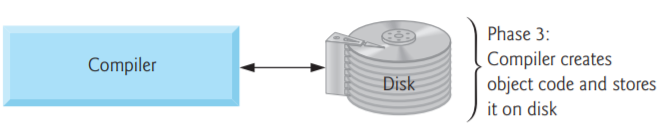 Compiler
Disk
Phase 3:
Compiler creates
object code and stores
it on disk